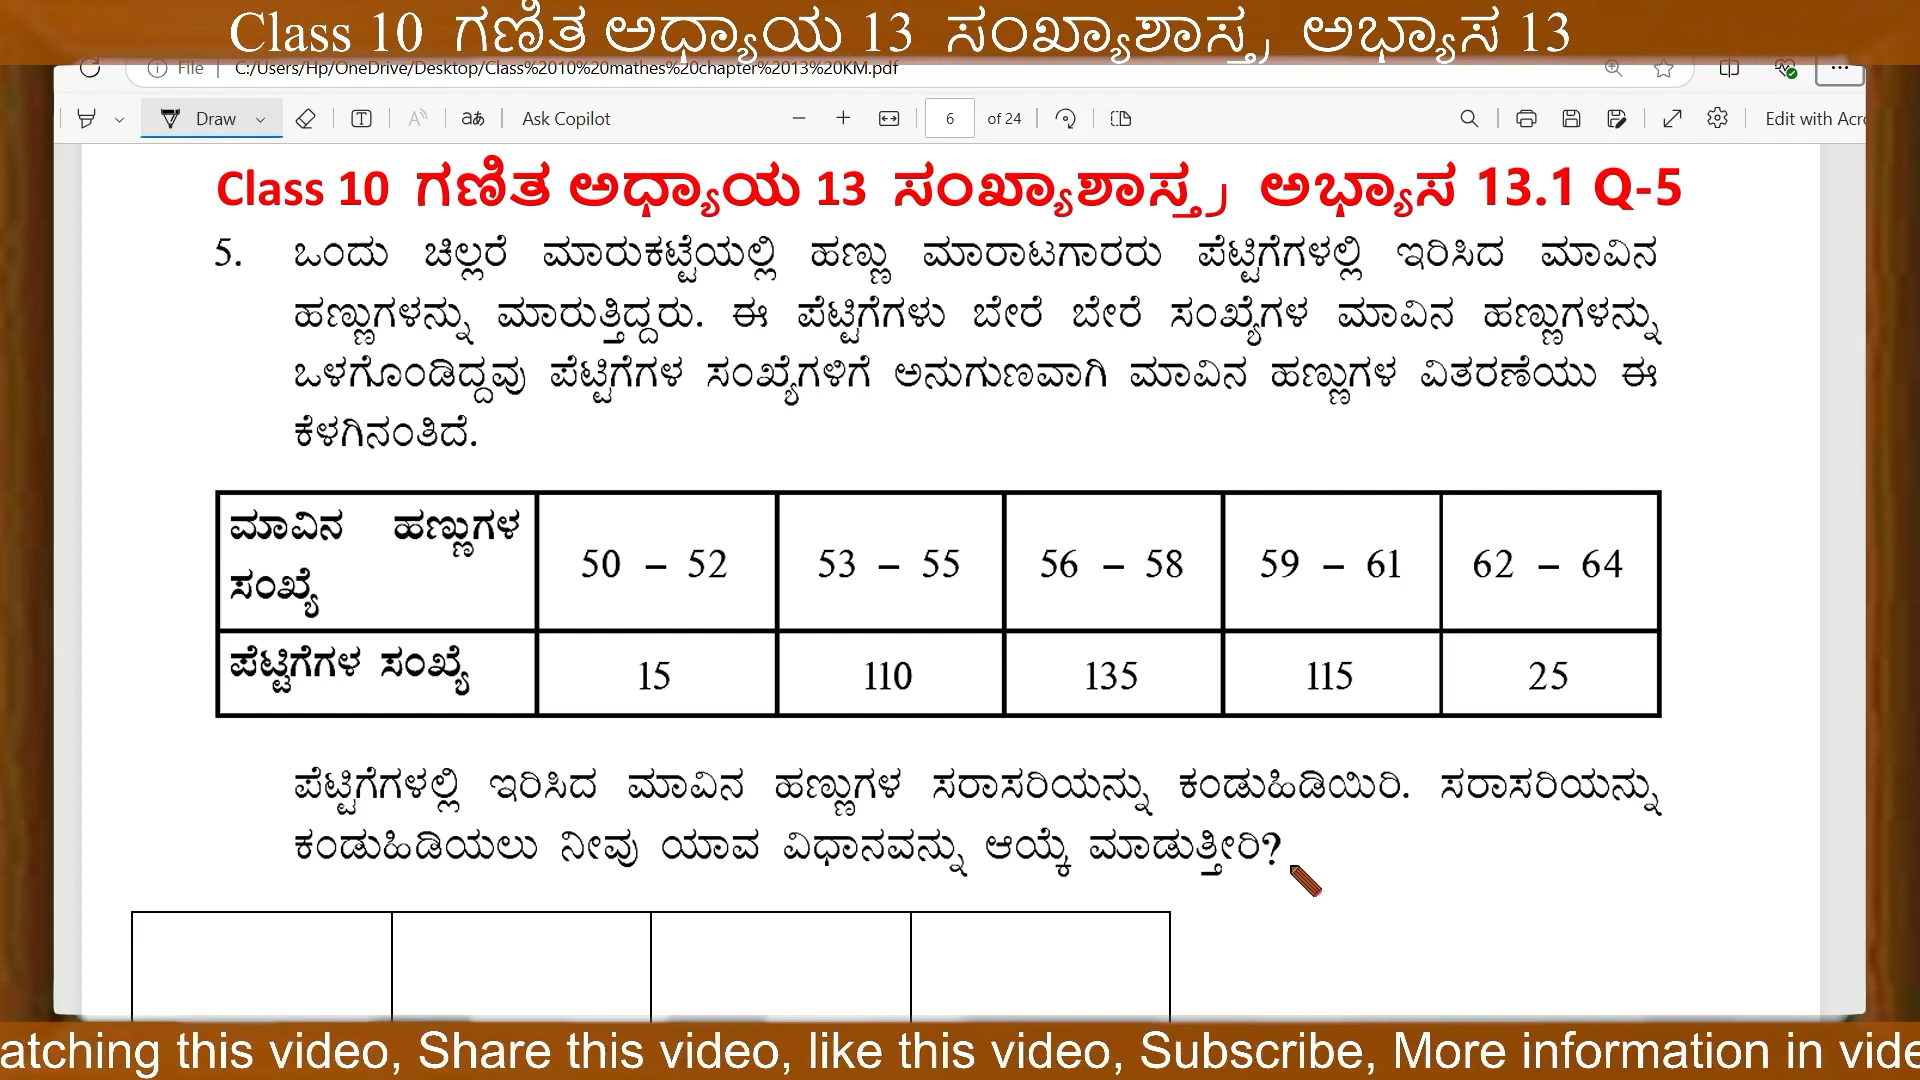 Class 10 ಗಣಿತ ಅಧ್ಯಾಯ 13 ಸಂಖ್ಯಾಶಾಸ್ತ್ರ ಅಭ್ಯಾಸ 13
File C:/Users/Hp/OneDrive/Desktop/Class%2010%20mathes%20chapter%2013%20KM.pdf
Draw Ask Copilot 6 of 24 Edit with Acro
Class 10 ಗಣಿತ ಅಧ್ಯಾಯ 13 ಸಂಖ್ಯಾಶಾಸ್ತ್ರ ಅಭ್ಯಾಸ 13.1 Q-5
5. ಒಂದು ಚಿಲ್ಲರೆ ಮಾರುಕಟ್ಟೆಯಲ್ಲಿ ಹಣ್ಣು ಮಾರಾಟಗಾರರು ಪೆಟ್ಟಿಗೆಗಳಲ್ಲಿ ಇರಿಸಿದ ಮಾವಿನ
ಹಣ್ಣುಗಳನ್ನು ಮಾರುತ್ತಿದ್ದರು. ಈ ಪೆಟ್ಟಿಗೆಗಳು ಬೇರೆ ಬೇರೆ ಸಂಖ್ಯೆಗಳ ಮಾವಿನ ಹಣ್ಣುಗಳನ್ನು
ಒಳಗೊಂಡಿದ್ದವು ಪೆಟ್ಟಿಗೆಗಳ ಸಂಖ್ಯೆಗಳಿಗೆ ಅನುಗುಣವಾಗಿ ಮಾವಿನ ಹಣ್ಣುಗಳ ವಿತರಣೆಯು ಈ
ಕೆಳಗಿನಂತಿದೆ.
ಮಾವಿನ ಹಣ್ಣುಗಳ
ಸಂಖ್ಯೆ 50 – 52 53 – 55 56 – 58 59 – 61 62 – 64
ಪೆಟ್ಟಿಗೆಗಳ ಸಂಖ್ಯೆ 15 110 135 115 25
ಪೆಟ್ಟಿಗೆಗಳಲ್ಲಿ ಇರಿಸಿದ ಮಾವಿನ ಹಣ್ಣುಗಳ ಸರಾಸರಿಯನ್ನು ಕಂಡುಹಿಡಿಯಿರಿ. ಸರಾಸರಿಯನ್ನು
ಕಂಡುಹಿಡಿಯಲು ನೀವು ಯಾವ ವಿಧಾನವನ್ನು ಆಯ್ಕೆ ಮಾಡುತ್ತೀರಿ?
atching this video, Share this video, like this video, Subscribe, More information in vide